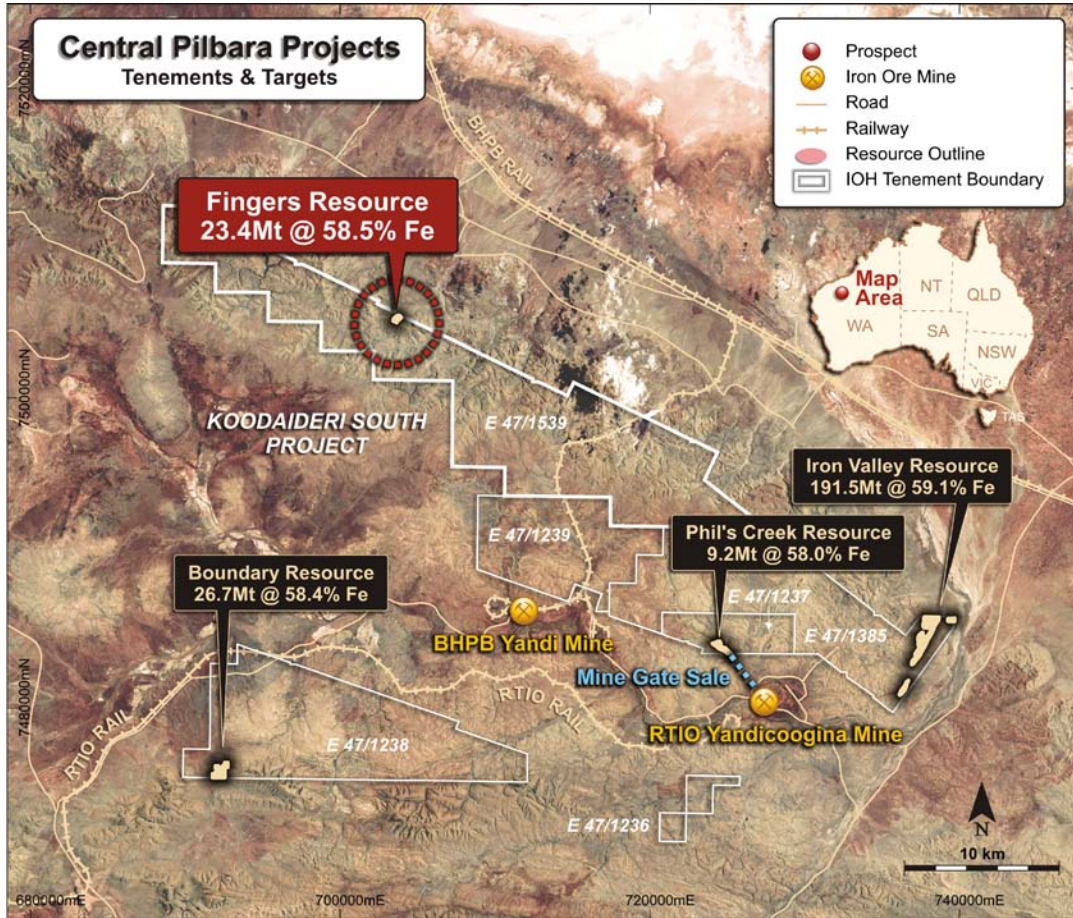 Central Pilbara Projects
Tenements & Targets
Prospect
Iron Ore Mine
Road
Railway
Resource Outline
IOH Tenement Boundary
7520000mN
BHPB RAIL
Fingers Resource
23.4Mt @ 58.5% Fe
Map
Area
WA
NT
QLD
SA
NSW
VIC
TAS
7500000mN
KOODAIDERI SOUTH
PROJECT
E 47/1539
Iron Valley Resource
191.5Mt @ 59.1% Fe
E 47/1239
Phil's Creek Resource
9.2Mt @ 58.0% Fe
Boundary Resource
26.7Mt @ 58.4% Fe
E 47/1237
E 47/1385
BHPB Yandi Mine
Mine Gate Sale
7480000mN
RTIO RAIL
RTIO RAIL
RTIO Yandicoogina Mine
E 47/1238
E 47/1236
N
10 km
680000mE
700000mE
720000mE
740000mE